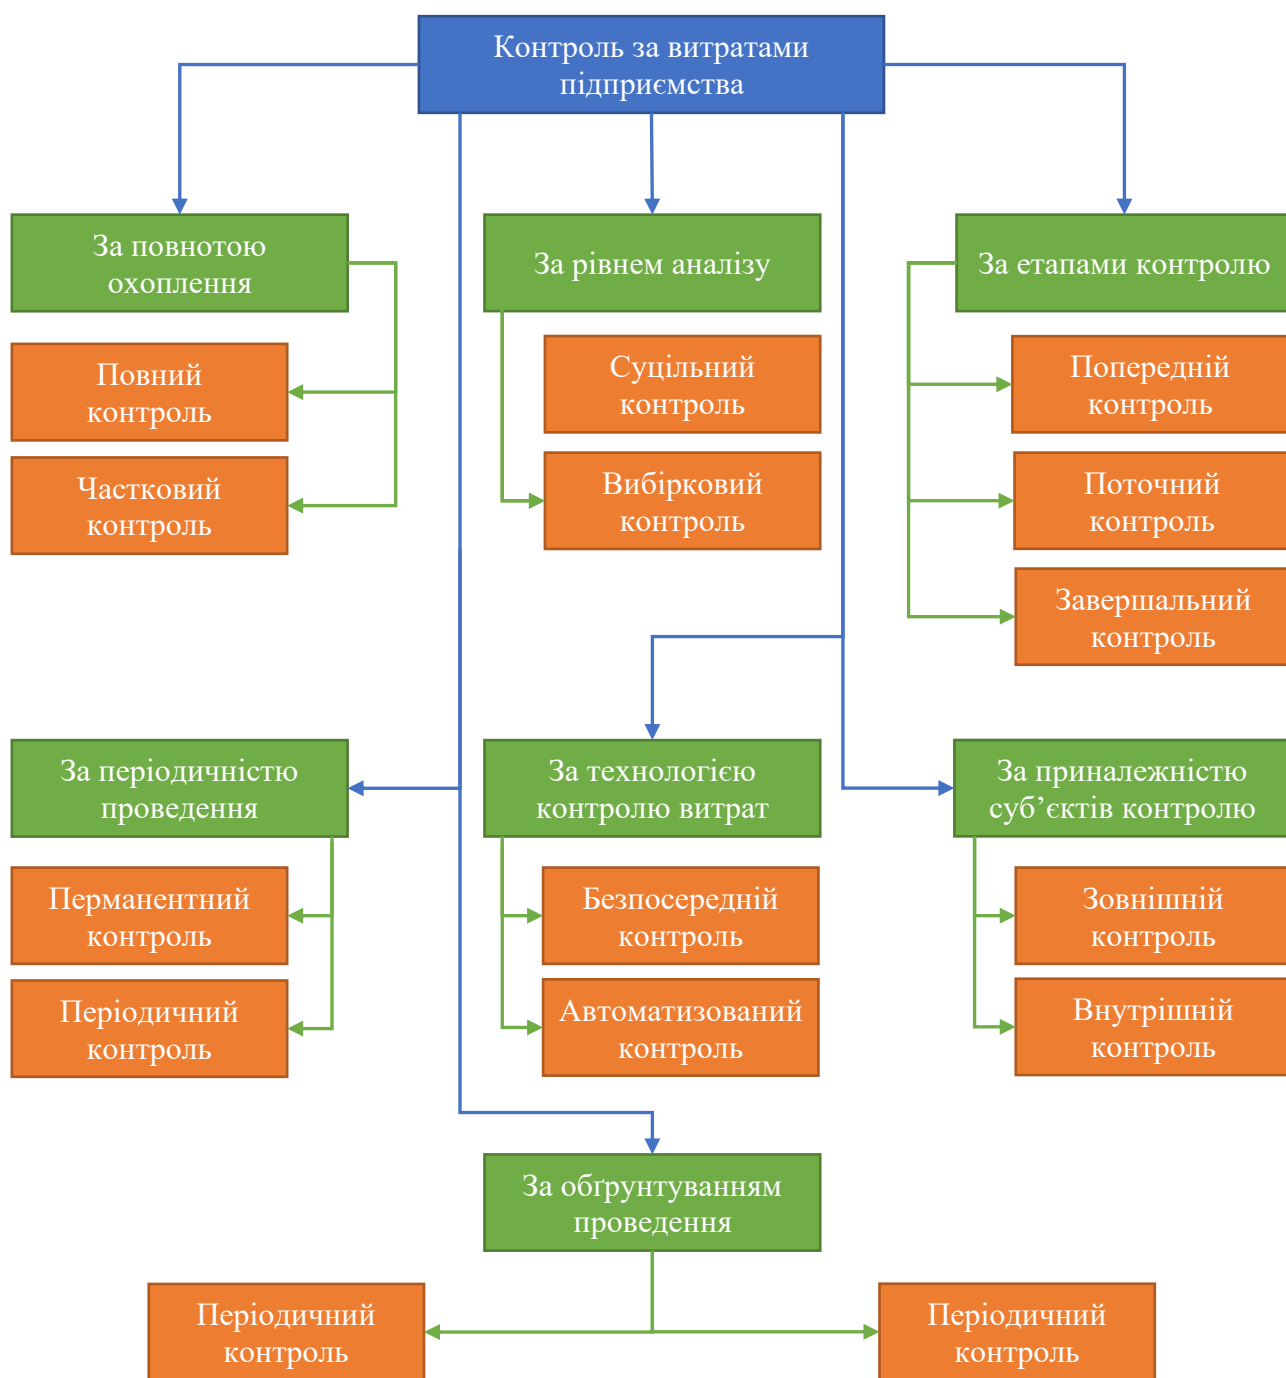 Контроль за витратами
підприємства
За повнотою
охоплення
За рівнем аналізу
За етапами контролю
Повний
контроль
Суцільний
контроль
Попередній
контроль
Частковий
контроль
Вибірковий
контроль
Поточний
контроль
Завершальний
контроль
За періодичністю
проведення
За технологією
контролю витрат
За приналежністю
суб’єктів контролю
Перманентний
контроль
Безпосередній
контроль
Зовнішній
контроль
Періодичний
контроль
Автоматизований
контроль
Внутрішній
контроль
За обґрунтуванням
проведення
Періодичний
контроль
Періодичний
контроль